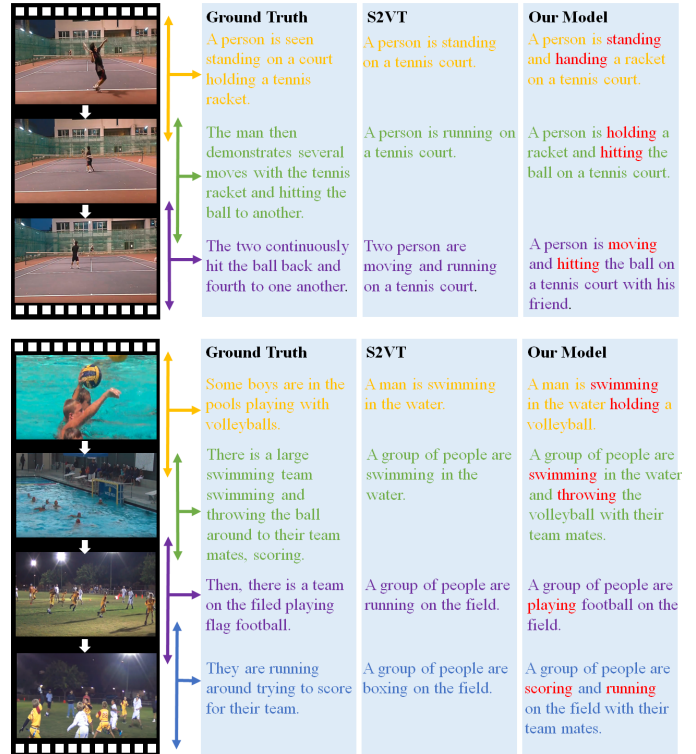 Ground Truth
A person is seen
standing on a court
holding a tennis
racket.
The man then
demonstrates several
moves with the tennis
racket and hitting the
ball to another.
The two continuously
hit the ball back and
fourth to one another.
S2VT
A person is standing
on a tennis court.
A person is running on
a tennis court.
Two person are
moving and running
on a tennis court.
Our Model
A person is standing
and handing a racket
on a tennis court.
A person is holding a
racket and hitting the
ball on a tennis court.
A person is moving
and hitting the ball on
a tennis court with his
friend.
Ground Truth
Some boys are in the
pools playing with
volleyballs.
There is a large
swimming team
swimming and
throwing the ball
around to their team
mates, scoring.
Then, there is a team
on the filed playing
flag football.
They are running
around trying to score
for their team.
S2VT
A man is swimming
in the water.
A group of people are
swimming in the
water.
A group of people are
running on the field.
A group of people are
boxing on the field.
Our Model
A man is swimming
in the water holding a
volleyball.
A group of people are
swimming in the water
and throwing the
volleyball with their
team mates.
A group of people are
playing football on the
field.
A group of people are
scoring and running
on the field with their
team mates.